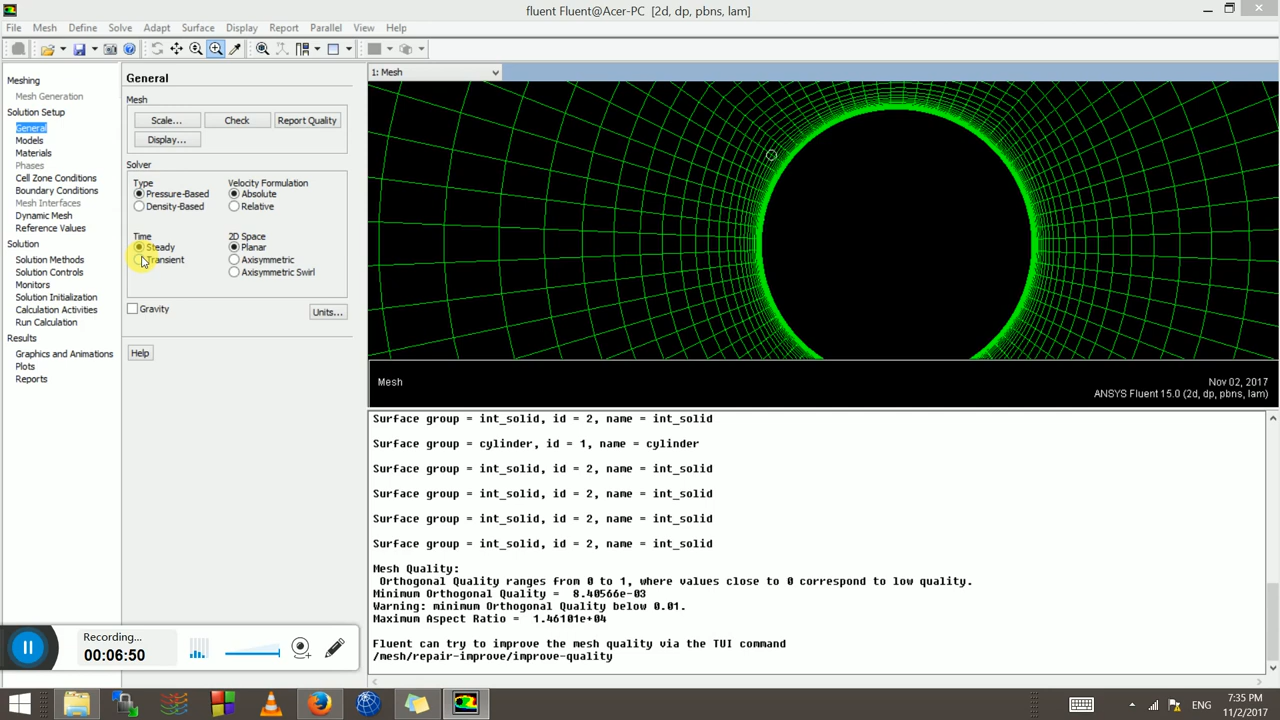 fluent Fluent@Acer-PC [2d, dp, pbns, lam]
File Mesh Define Solve Adapt Surface Display Report Parallel View Help
Meshing
Mesh Generation
Solution Setup
General
Models
Materials
Phases
Cell Zone Conditions
Boundary Conditions
Mesh Interfaces
Dynamic Mesh
Reference Values
Solution
Solution Methods
Solution Controls
Monitors
Solution Initialization
Calculation Activities
Run Calculation
Results
Graphics and Animations
Plots
Reports
General
Mesh
Scale... Check Report Quality
Display...
Solver
Type Velocity Formulation
Pressure-Based Absolute
Density-Based Relative
Time 2D Space
Steady Planar
Transient Axisymmetric
Axisymmetric Swirl
Gravity Units...
Help
1: Mesh
Mesh
Nov 02, 2017
ANSYS Fluent 15.0 (2d, dp, pbns, lam)
Surface group = int_solid, id = 2, name = int_solid
Surface group = cylinder, id = 1, name = cylinder
Surface group = int_solid, id = 2, name = int_solid
Surface group = int_solid, id = 2, name = int_solid
Surface group = int_solid, id = 2, name = int_solid
Surface group = int_solid, id = 2, name = int_solid
Mesh Quality:
Orthogonal Quality ranges from 0 to 1, where values close to 0 correspond to low quality.
Minimum Orthogonal Quality = 8.40566e-03
Warning: minimum Orthogonal Quality below 0.01.
Maximum Aspect Ratio = 1.46101e+04
Fluent can try to improve the mesh quality via the TUI command
/mesh/repair-improve/improve-quality
Recording...
00:06:50
7:35 PM
11/2/2017